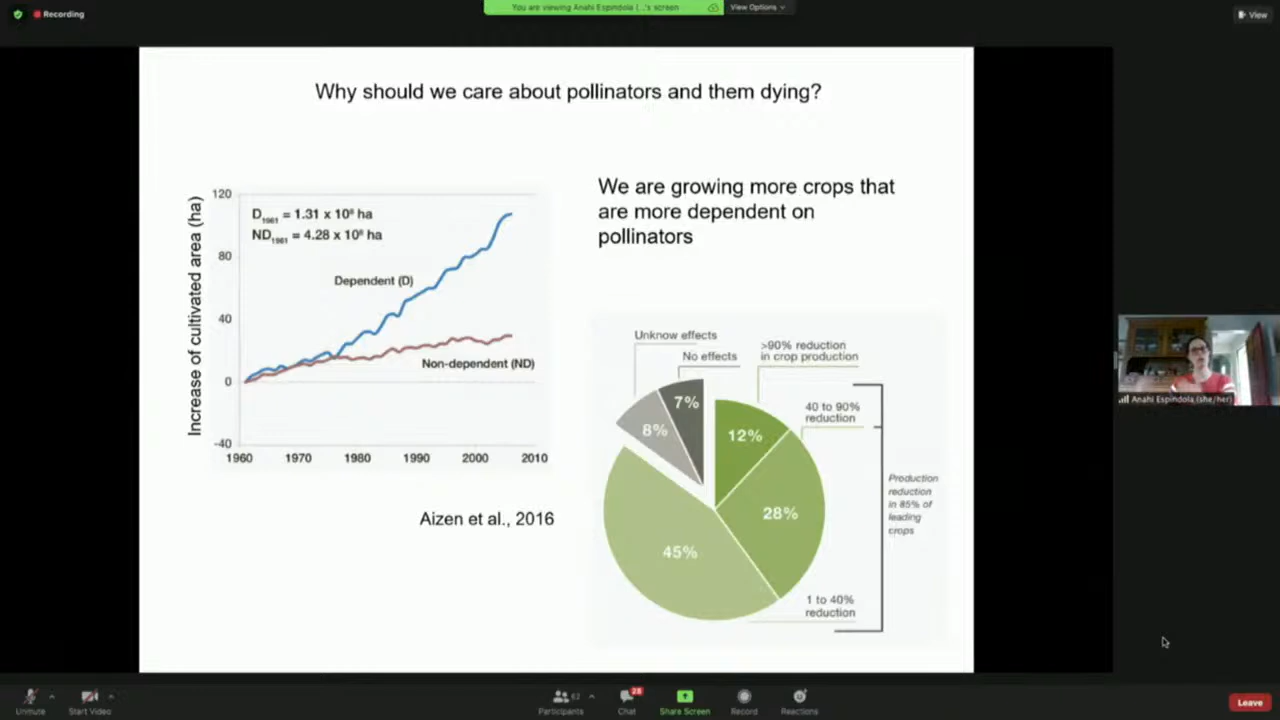 Recording
You are viewing Anahi Espindola (...'s screen
View Options
View
Why should we care about pollinators and them dying?
We are growing more crops that
are more dependent on
pollinators
Increase of cultivated area (ha)
120
80
40
0
-40
1960 1970 1980 1990 2000 2010
D1961 = 1.31 x 10⁸ ha
ND1961 = 4.28 x 10⁸ ha
Dependent (D)
Non-dependent (ND)
Aizen et al., 2016
Unknow effects
No effects
>90% reduction
in crop production
40 to 90%
reduction
7%
8%
12%
28%
45%
Production
reduction
in 85% of
leading
crops
1 to 40%
reduction
Anahi Espindola (she/her)
Unmute
Start Video
Participants
Chat
28
Share Screen
Record
Reactions
Leave